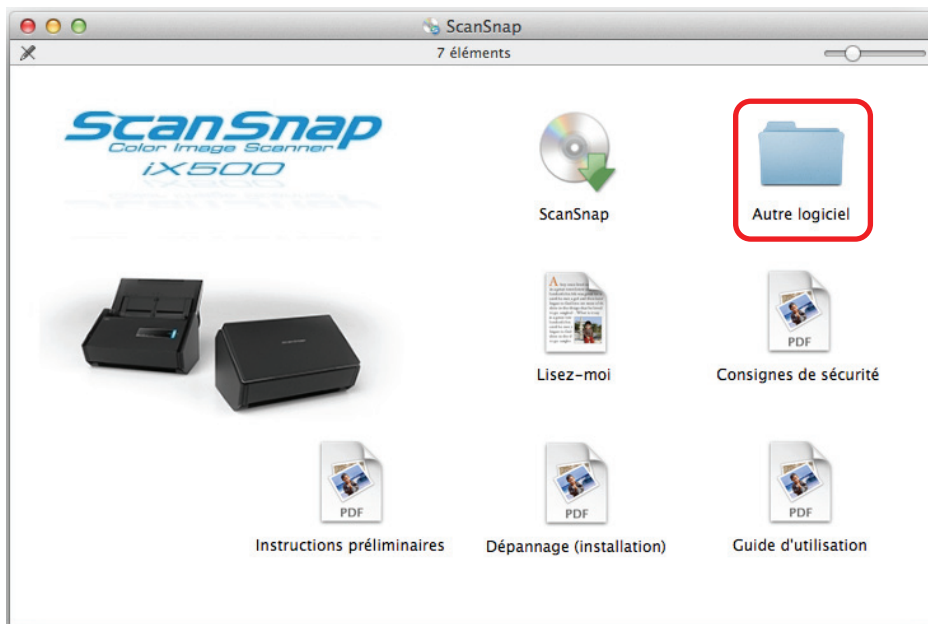 ScanSnap
7 éléments
ScanSnap
Color Image Scanner
iX500
ScanSnap
Autre logiciel
Lisez-moi
PDF
Consignes de sécurité
PDF
PDF
PDF
Instructions préliminaires
Dépannage (installation)
Guide d'utilisation